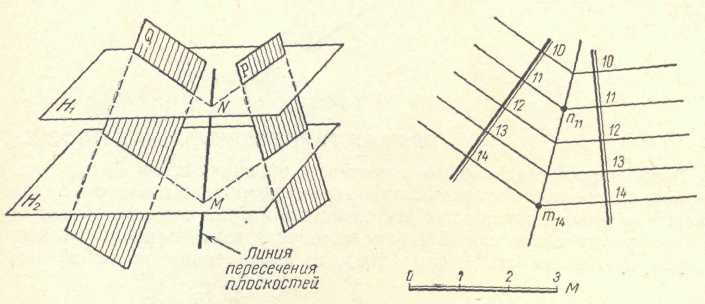 Q
P
H₁
N
H₂
M
Линия
пересечения
плоскостей
10
11
12
13
14
10
11
12
13
14
n₁₁
m₁₄
0 1 2 3 М